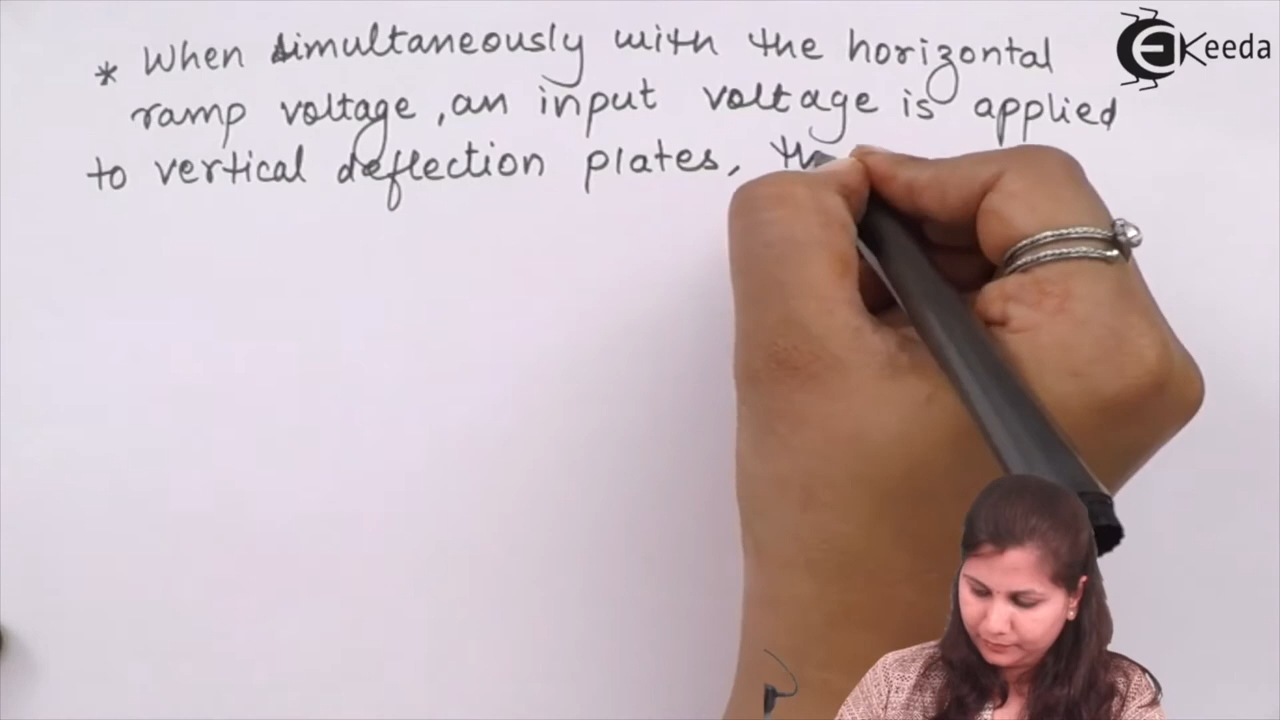 * When simultaneously with the horizontal
ramp voltage, an input voltage is applied
to vertical deflection plates,
EKeeda